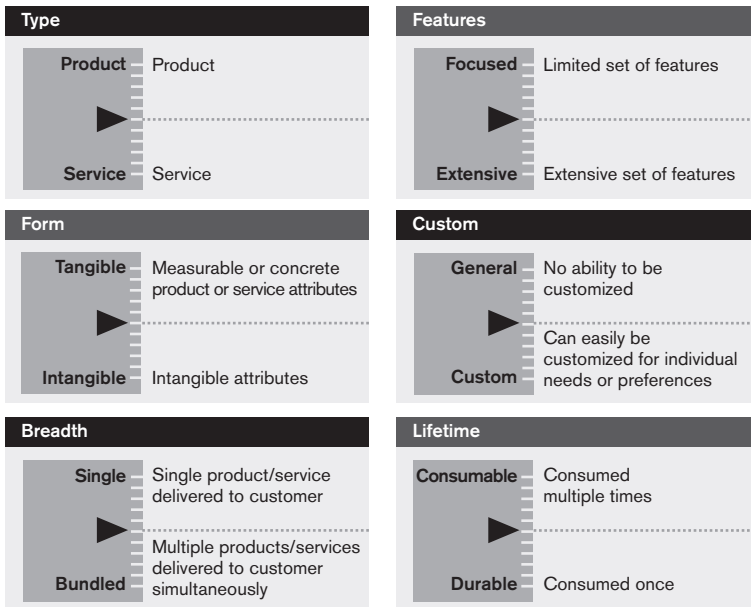 Type
Product
Product
Service
Service
Features
Focused
Limited set of features
Extensive
Extensive set of features
Form
Tangible
Measurable or concrete
product or service attributes
Intangible
Intangible attributes
Custom
General
No ability to be
customized
Can easily be
customized for individual
Custom
needs or preferences
Breadth
Single
Single product/service
delivered to customer
Multiple products/services
delivered to customer
Bundled
simultaneously
Lifetime
Consumable
Consumed
multiple times
Durable
Consumed once